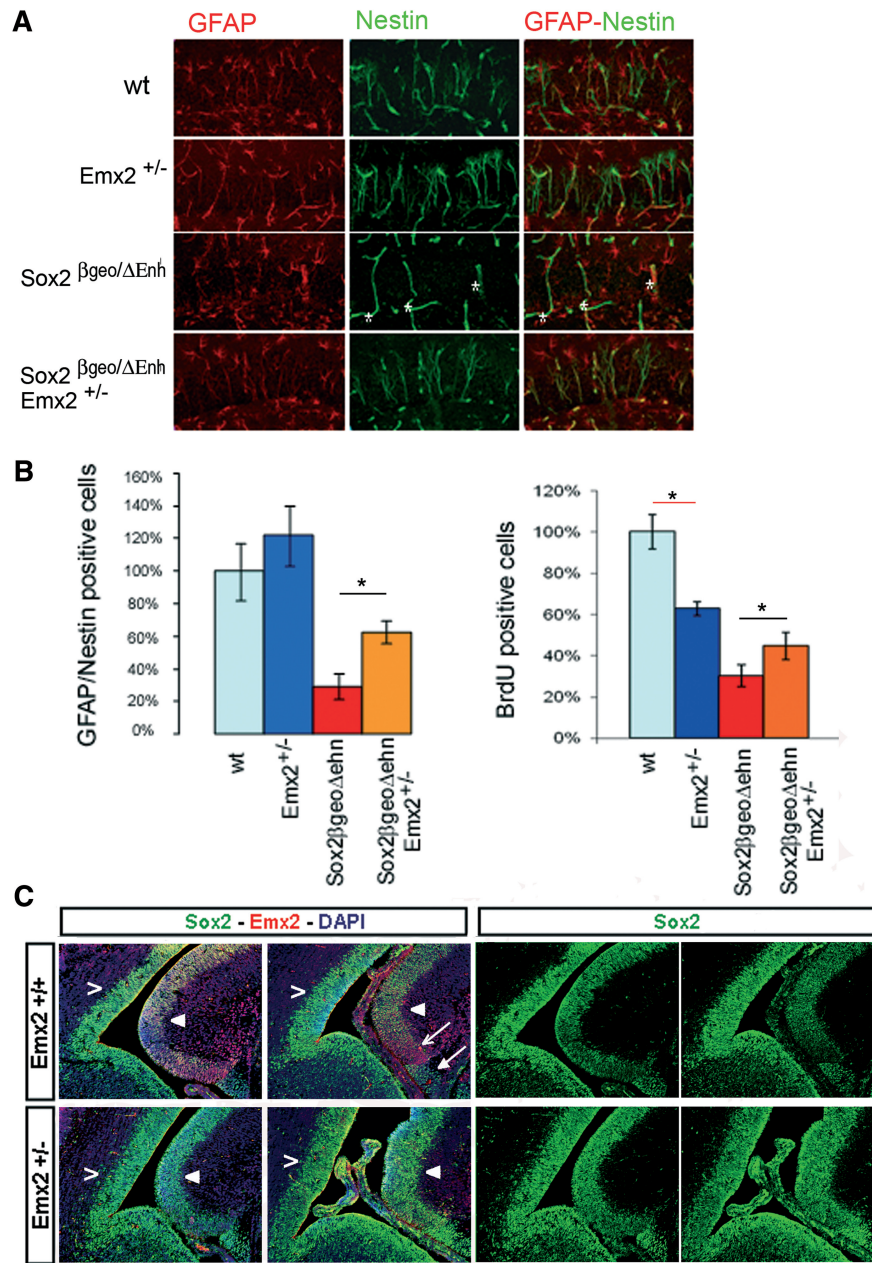 A
GFAP
Nestin
GFAP-Nestin
wt
Emx2 +/-
Sox2 βgeo/ΔEnh
Sox2 βgeo/ΔEnh
Emx2 +/-
*
*
*
*
*
*
B
GFAP/Nestin positive cells
160%
140%
120%
100%
80%
60%
40%
20%
0%
*
wt
Emx2+/-
Sox2βgeoΔehn
Sox2βgeoΔehn
Emx2+/-
BrdU positive cells
120%
100%
80%
60%
40%
20%
0%
*
*
wt
Emx2+/-
Sox2βgeoΔehn
Sox2βgeoΔehn
Emx2+/-
C
Sox2 - Emx2 - DAPI
Sox2
Emx2 +/+
>
>
Emx2 +/-
>
>